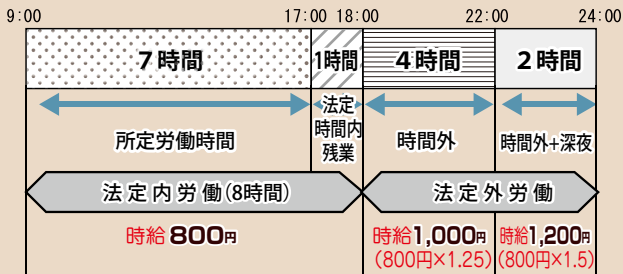 9:00 17:00 18:00 22:00 24:00
7時間 1時間 4時間 2時間
所定労働時間
法定
時間内
残業
時間外
時間外+深夜
法定内労働(8時間)
法定外労働
時給800円
時給1,000円
(800円×1.25)
時給1,200円
(800円×1.5)